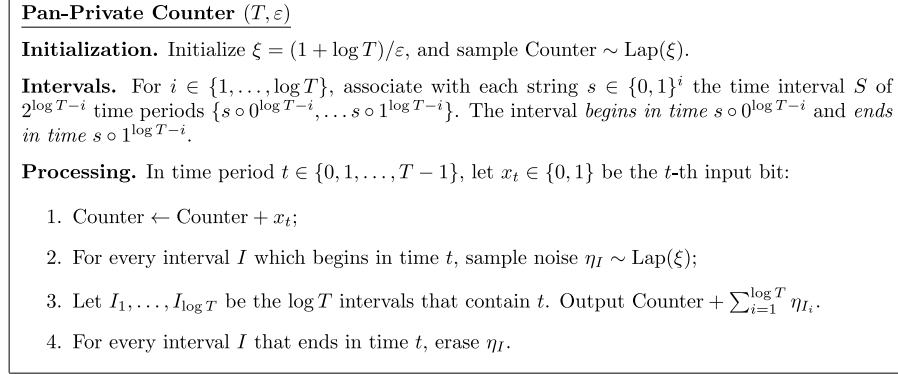 Pan-Private Counter (T, ε)
Initialization. Initialize ξ = (1 + log T)/ε, and sample Counter ∼ Lap(ξ).
Intervals. For i ∈ {1, . . . , log T}, associate with each string s ∈ {0, 1}^i the time interval S of
2^{log T−i} time periods {s ∘ 0^{log T−i}, . . . s ∘ 1^{log T−i}}. The interval begins in time s ∘ 0^{log T−i} and ends
in time s ∘ 1^{log T−i}.
Processing. In time period t ∈ {0, 1, . . . , T − 1}, let x_t ∈ {0, 1} be the t-th input bit:
1. Counter ← Counter + x_t;
2. For every interval I which begins in time t, sample noise η_I ∼ Lap(ξ);
3. Let I_1, . . . , I_{log T} be the log T intervals that contain t. Output Counter + ∑_{i=1}^{log T} η_{I_i}.
4. For every interval I that ends in time t, erase η_I.